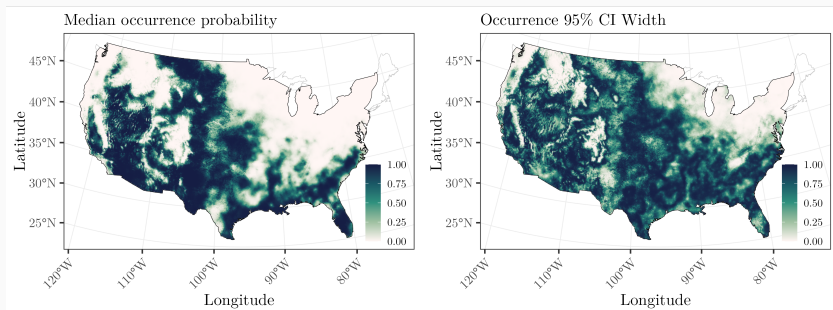 Median occurrence probability
Occurrence 95% CI Width
45°N
40°N
35°N
30°N
25°N
Latitude
1.00
0.75
0.50
0.25
0.00
120°W
110°W
100°W
90°W
80°W
Longitude
45°N
40°N
35°N
30°N
25°N
Latitude
1.00
0.75
0.50
0.25
0.00
120°W
110°W
100°W
90°W
80°W
Longitude